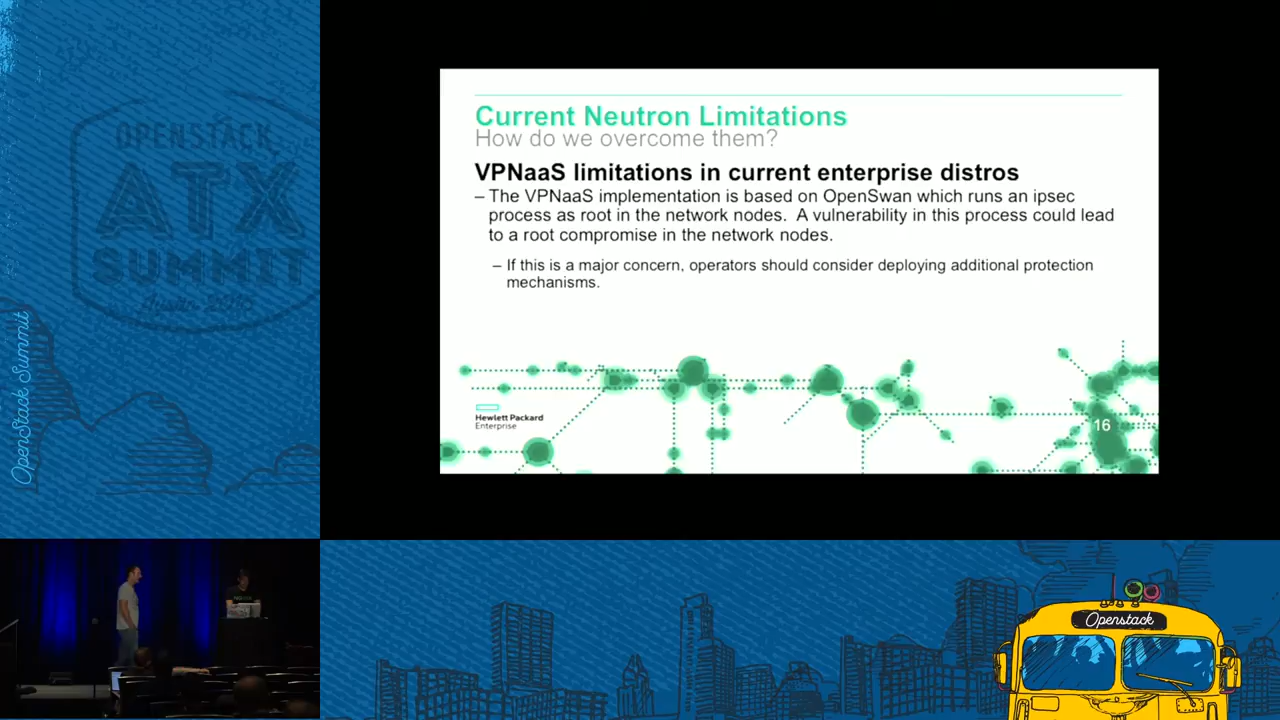 OPENSTACK
ATX
SUMMIT
OpenStack Summit
Current Neutron Limitations
How do we overcome them?
VPNaaS limitations in current enterprise distros
– The VPNaaS implementation is based on OpenSwan which runs an ipsec
process as root in the network nodes.  A vulnerability in this process could lead
to a root compromise in the network nodes.
– If this is a major concern, operators should consider deploying additional protection
mechanisms.
Hewlett Packard
Enterprise
16
Openstack